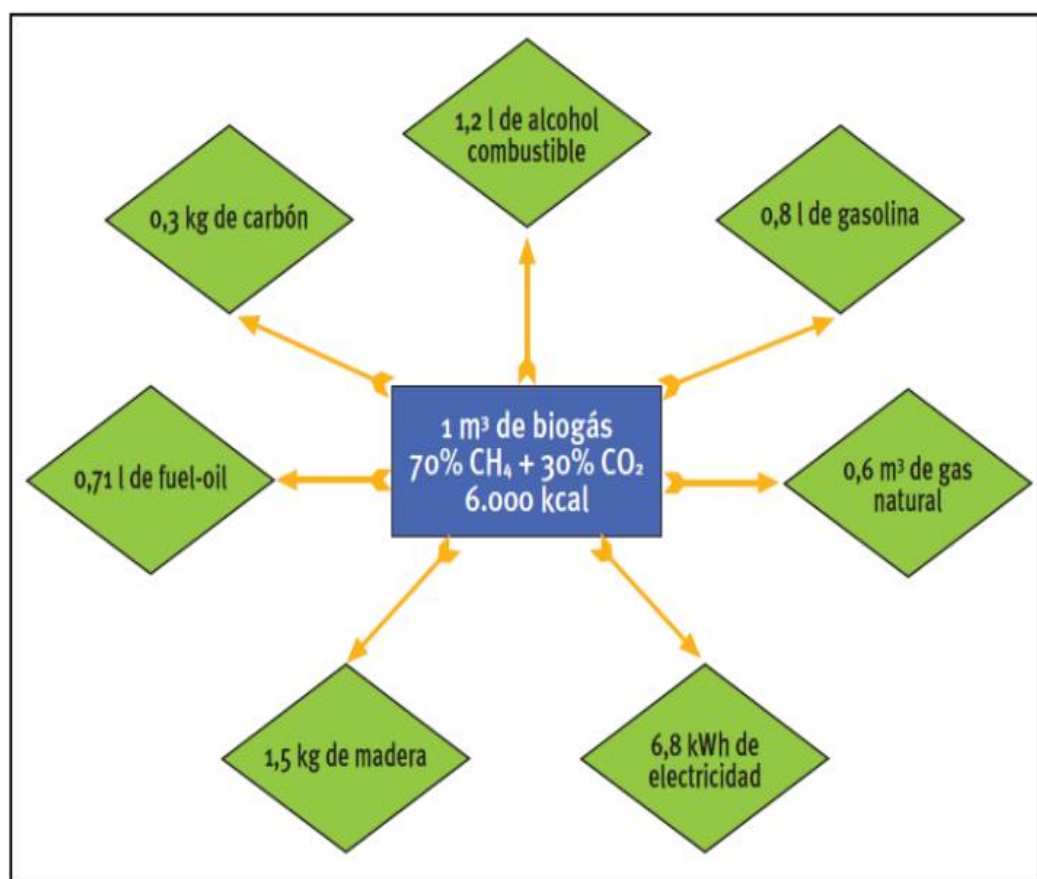 1,2 l de alcohol
combustible
0,3 kg de carbón
0,8 l de gasolina
1 m³ de biogás
70% CH₄ + 30% CO₂
6.000 kcal
0,71 l de fuel-oil
0,6 m³ de gas
natural
1,5 kg de madera
6,8 kWh de
electricidad